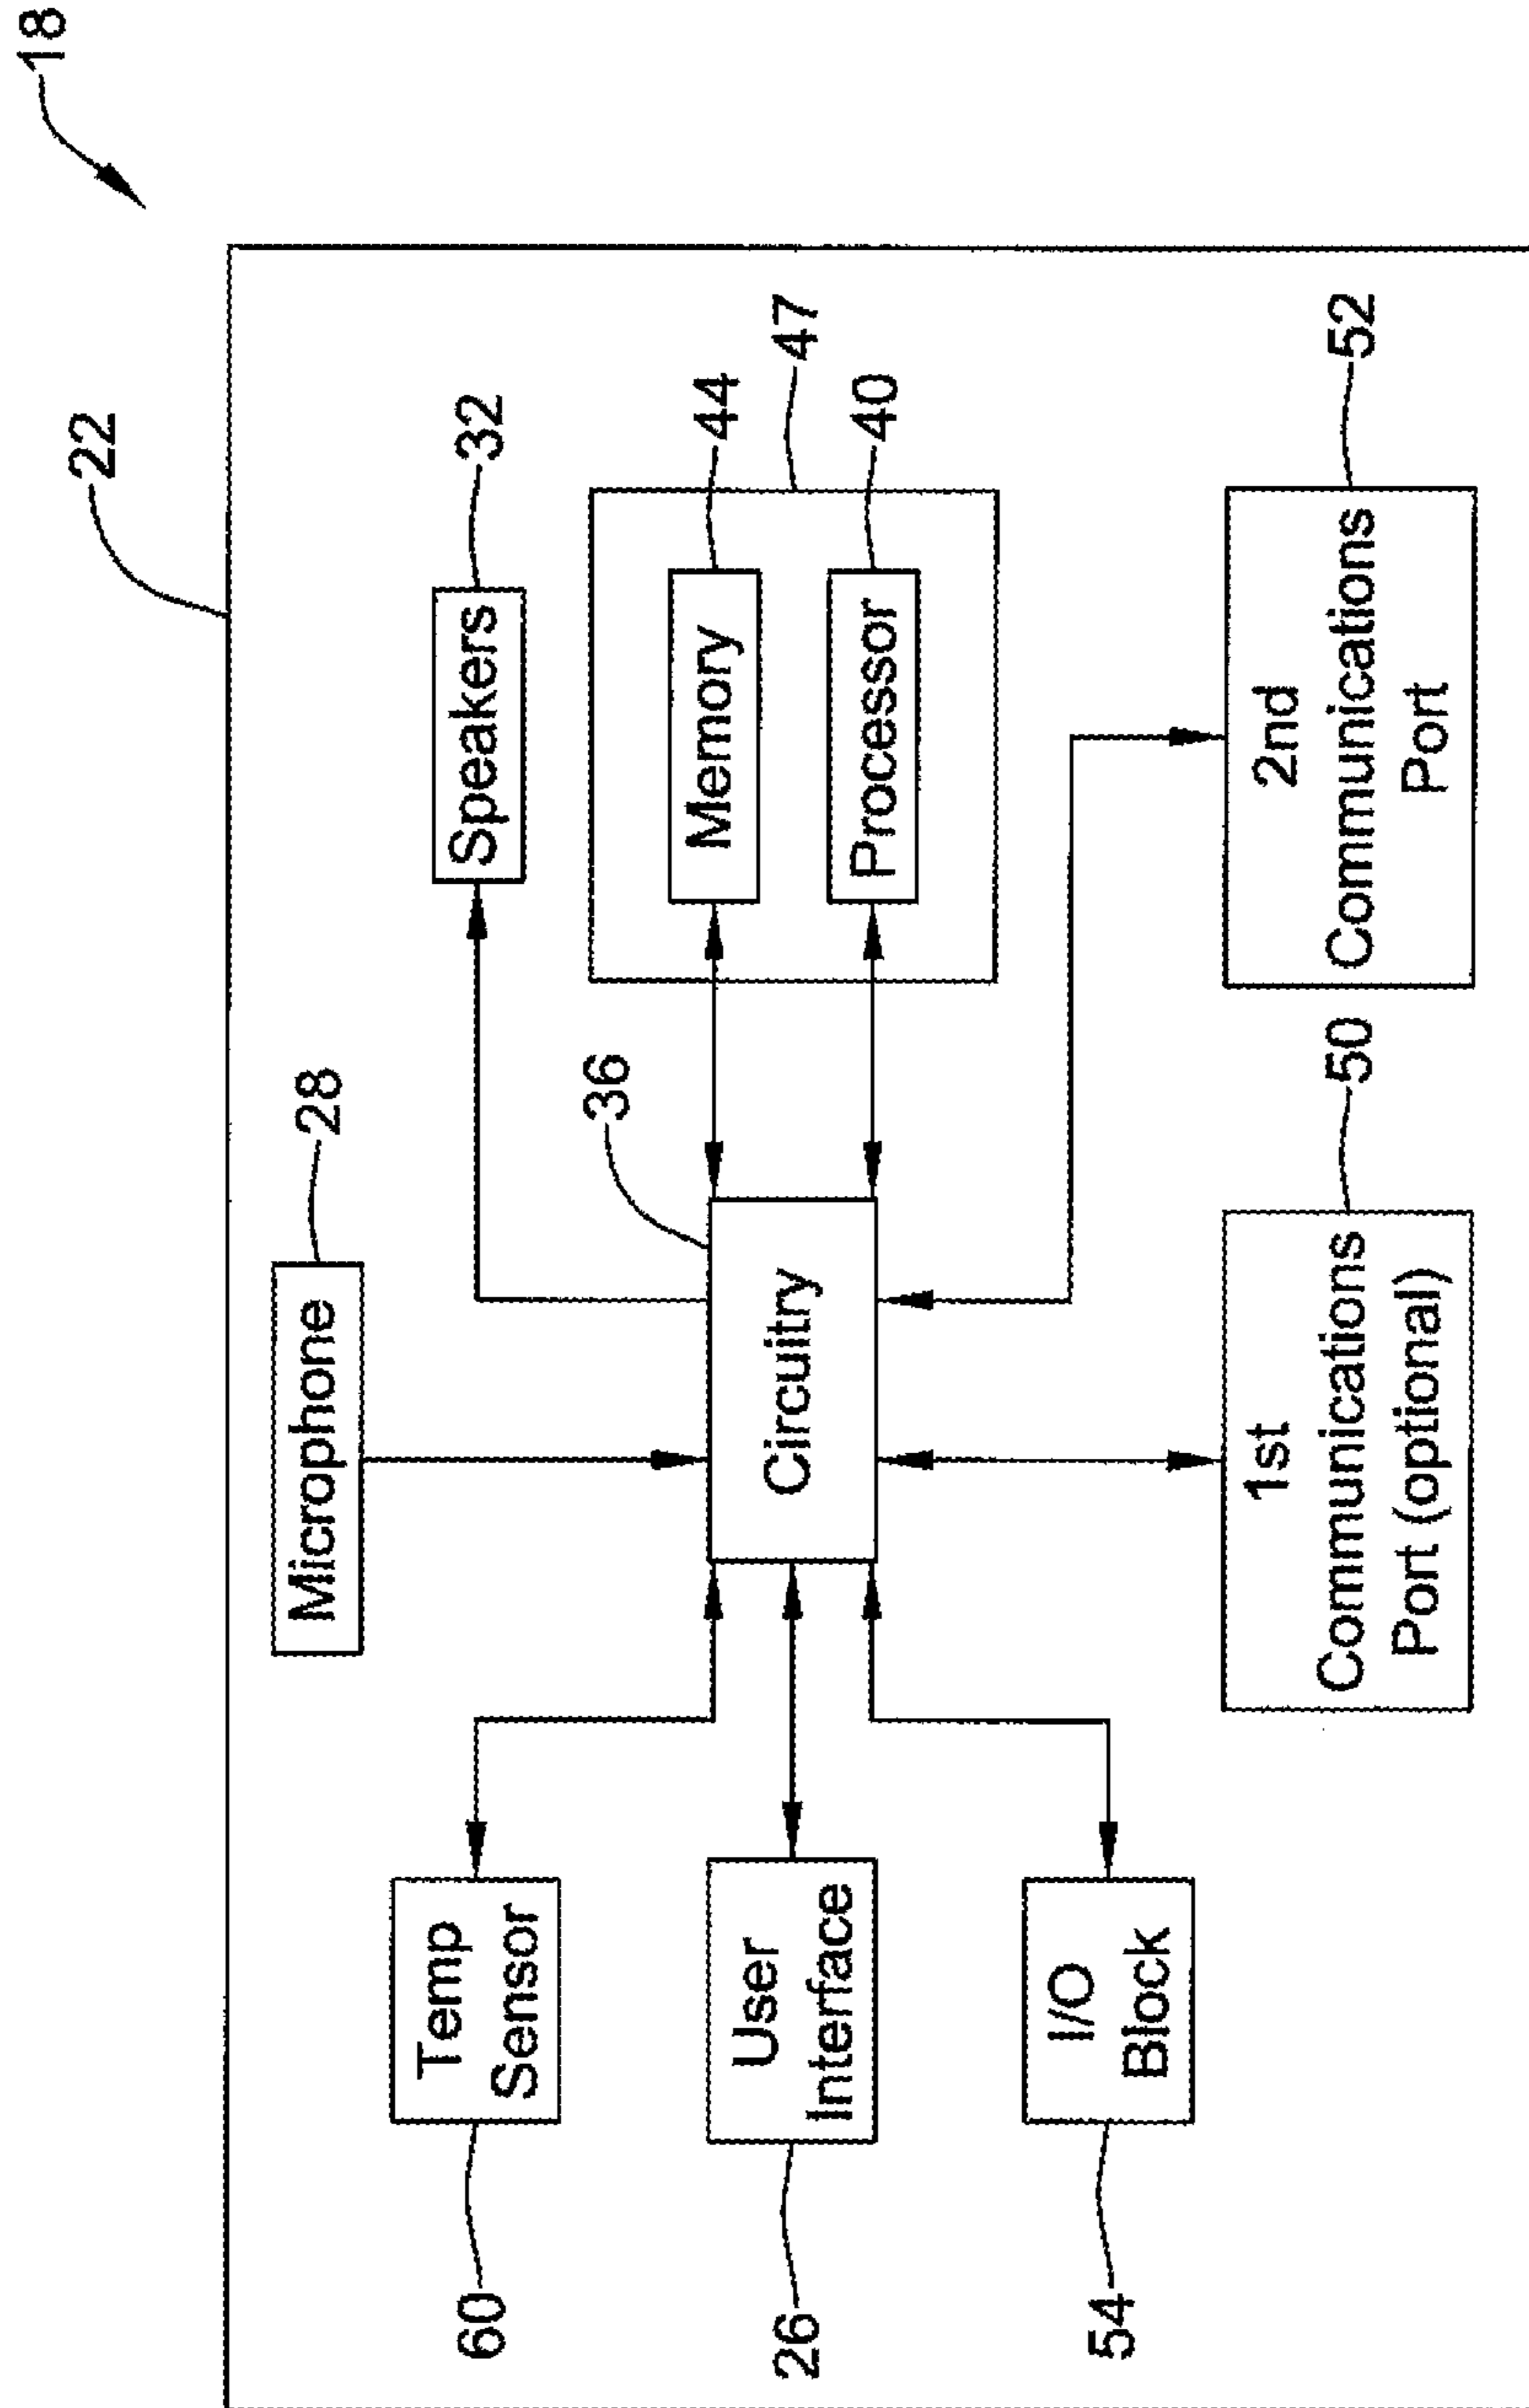 18
22
Microphone
28
Speakers
32
Temp
Sensor
60
36
47
Memory
44
Circuitry
User
Interface
26
Processor
40
I/O
Block
54
1st
Communications
Port (optional)
50
2nd
Communications
Port
52